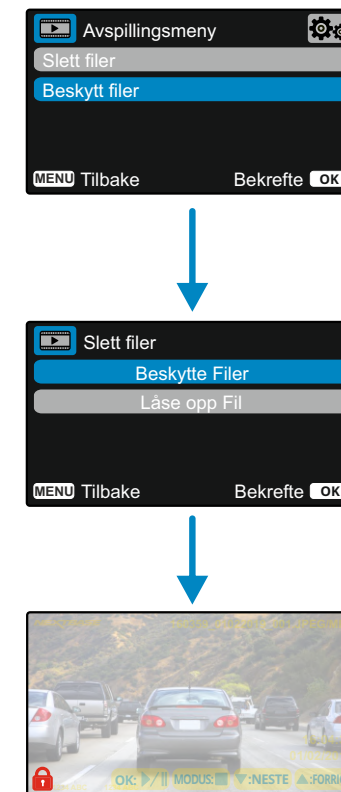 Avspillingsmeny
Slett filer
Beskytt filer
MENU Tilbake Bekrefte OK
Slett filer
Beskytte Filer
Låse opp Fil
MENU Tilbake Bekrefte OK
OK: MODUS: :NESTE